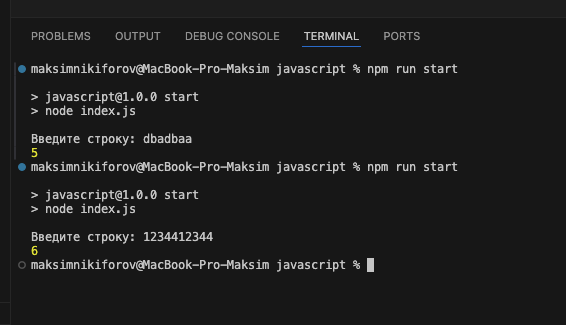 PROBLEMS OUTPUT DEBUG CONSOLE TERMINAL PORTS
maksimnikiforov@MacBook-Pro-Maksim javascript % npm run start
> javascript@1.0.0 start
> node index.js
Введите строку: dbadbaa
5
maksimnikiforov@MacBook-Pro-Maksim javascript % npm run start
> javascript@1.0.0 start
> node index.js
Введите строку: 1234412344
6
maksimnikiforov@MacBook-Pro-Maksim javascript %